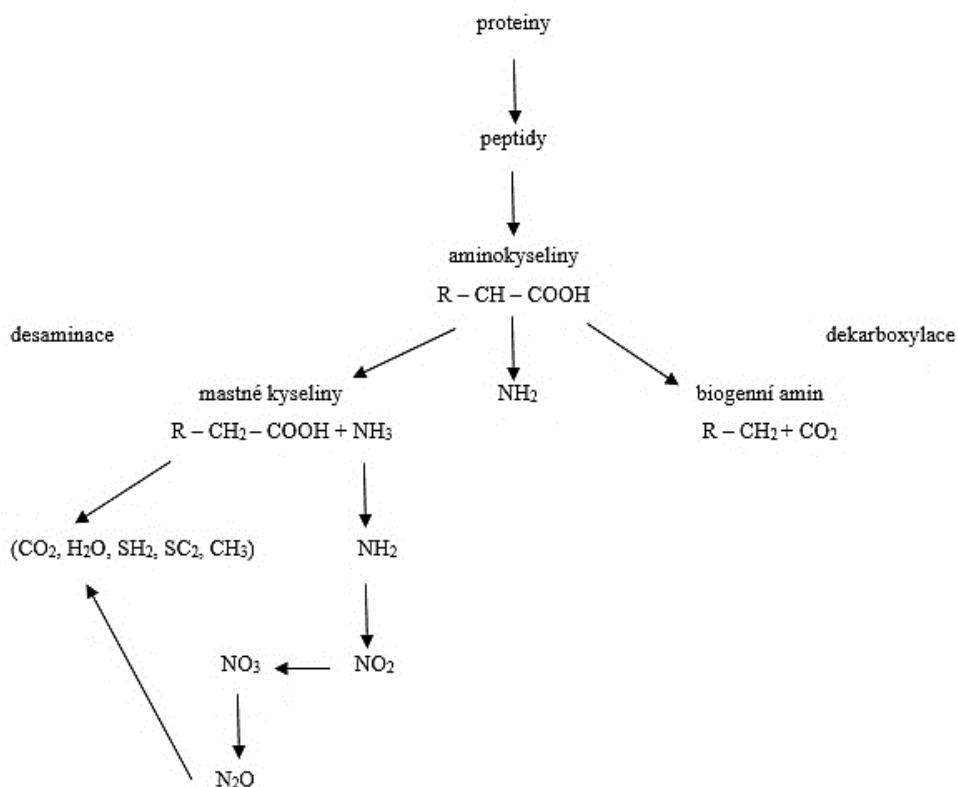 proteiny
peptidy
aminokyseliny
R – CH – COOH
desaminace
dekarboxylace
mastné kyseliny
NH₂
biogenní amin
R – CH₂ – COOH + NH₃
R – CH₂ + CO₂
(CO₂, H₂O, SH₂, SC₂, CH₃)
NH₂
NO₃
NO₂
N₂O